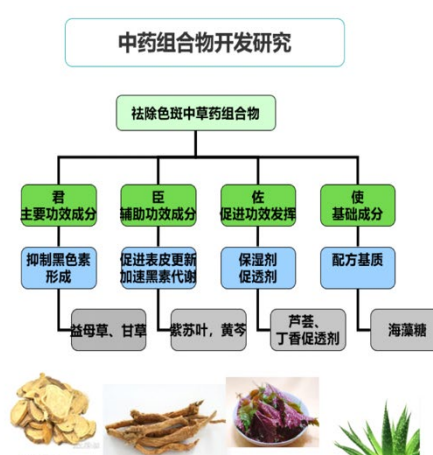 中药组合物开发研究
祛除色斑中草药组合物
君
主要功效成分
臣
辅助功效成分
佐
促进功效发挥
使
基础成分
抑制黑色素
形成
促进表皮更新
加速黑素代谢
保湿剂
促透剂
配方基质
益母草、甘草
紫苏叶，黄芩
芦荟、
丁香促透剂
海藻糖